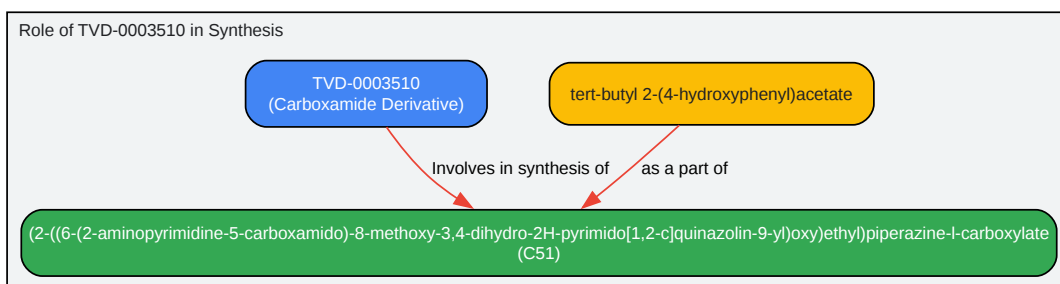 Role of TVD-0003510 in Synthesis
TVD-0003510
(Carboxamide Derivative)
tert-butyl 2-(4-hydroxyphenyl)acetate
Involves in synthesis of
as a part of
(2-((6-(2-aminopyrimidine-5-carboxamido)-8-methoxy-3,4-dihydro-2H-pyrimido[1,2-c]quinazolin-9-yl)oxy)ethyl)piperazine-l-carboxylate
(C51)